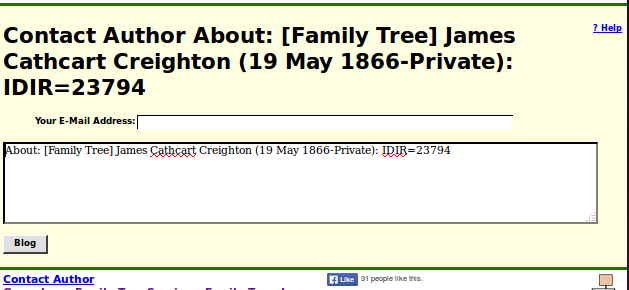 ? Help
Contact Author About: [Family Tree] James
Cathcart Creighton (19 May 1866-Private):
IDIR=23794
Your E-Mail Address:
About: [Family Tree] James Cathcart Creighton (19 May 1866-Private): IDIR=23794
Blog
Contact Author
Like 31 people like this.